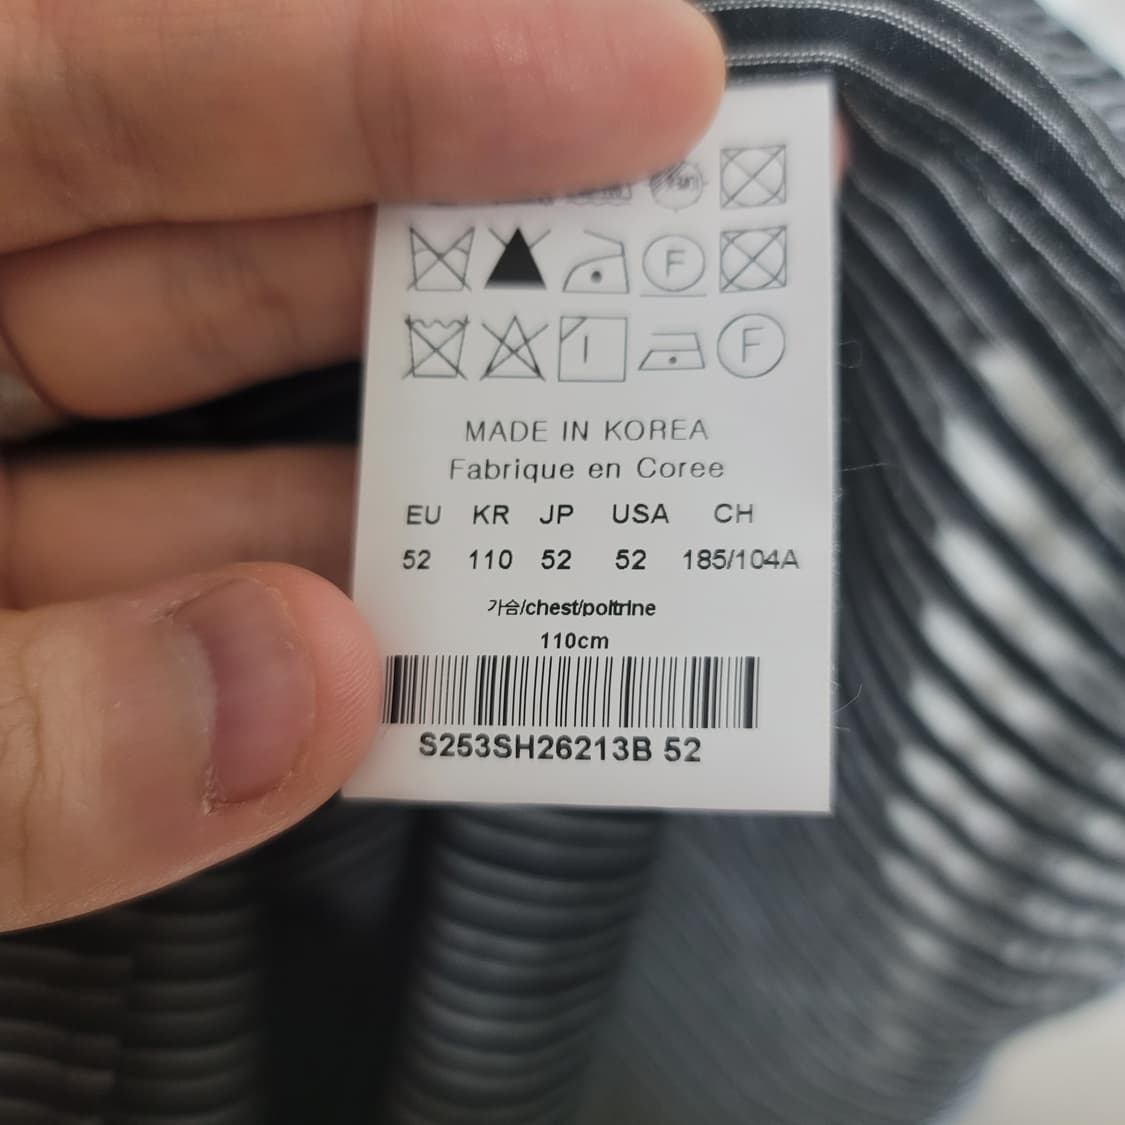 F
I
F
MADE IN KOREA
Fabrique en Coree
EU KR JP USA CH
52 110 52 52 185/104A
가슴/chest/poitrine
110cm
S253SH26213B 52